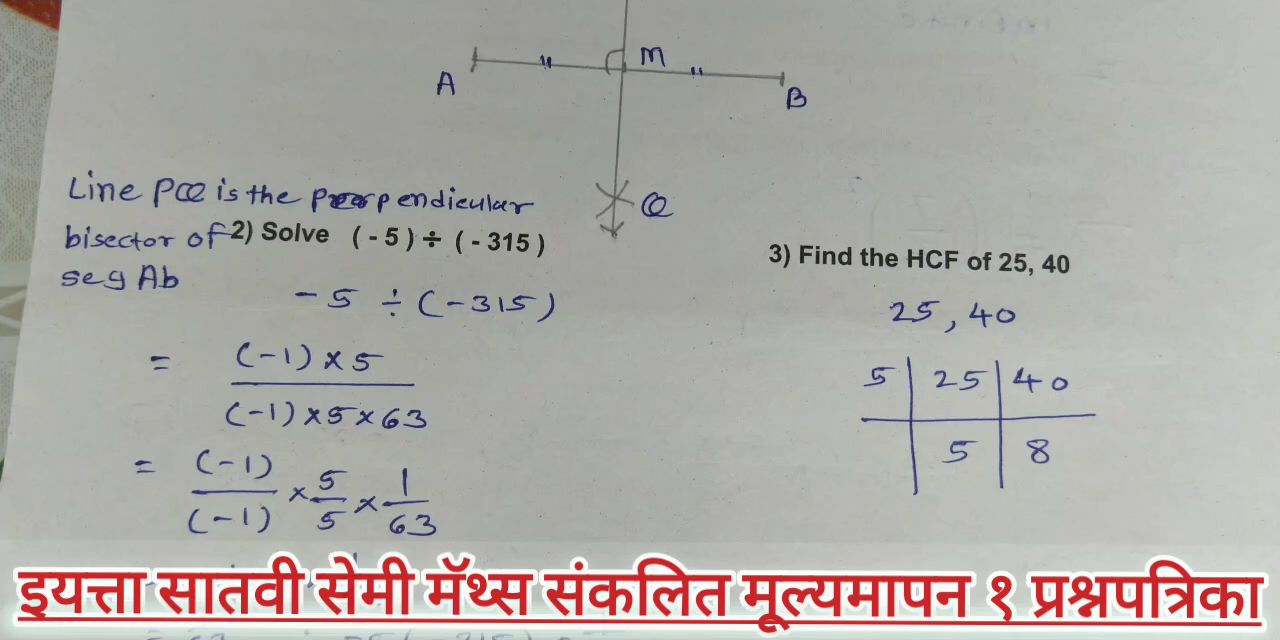 A
M
B
Q
Line PQ is the perpendicular
bisector of
seg Ab
2) Solve ( - 5 ) ÷ ( - 315 )
- 5 ÷ (-315)
= (-1) × 5
(-1) × 5 × 63
= (-1) × 5 × 1
(-1) 5 63
3) Find the HCF of 25, 40
25, 40
5 25 40
5 8
इयत्ता सातवी सेमी मॅथ्स संकलित मूल्यमापन १ प्रश्नपत्रिका